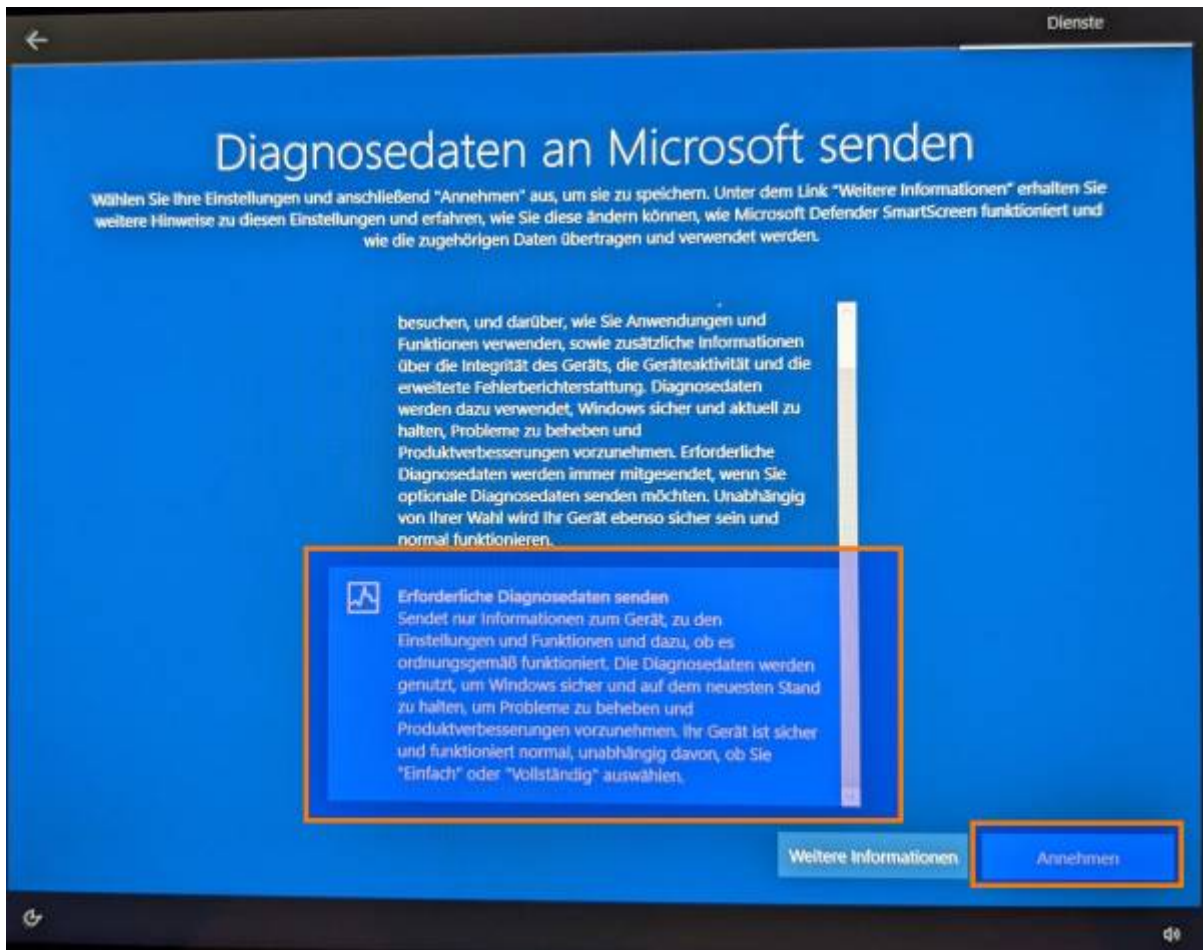 Dienste
Diagnosedaten an Microsoft senden
Wählen Sie Ihre Einstellungen und anschließend "Annehmen" aus, um sie zu speichern. Unter dem Link "Weitere Informationen" erhalten Sie
weitere Hinweise zu diesen Einstellungen und erfahren, wie Sie diese ändern können, wie Microsoft Defender SmartScreen funktioniert und
wie die zugehörigen Daten übertragen und verwendet werden.
besuchen, und darüber, wie Sie Anwendungen und
Funktionen verwenden, sowie zusätzliche Informationen
über die Integrität des Geräts, die Geräteaktivität und die
erweiterte Fehlerberichterstattung. Diagnosedaten
werden dazu verwendet, Windows sicher und aktuell zu
halten, Probleme zu beheben und
Produktverbesserungen vorzunehmen. Erforderliche
Diagnosedaten werden immer mitgesendet, wenn Sie
optionale Diagnosedaten senden möchten. Unabhängig
von Ihrer Wahl wird Ihr Gerät ebenso sicher sein und
normal funktionieren.
Erforderliche Diagnosedaten senden
Sendet nur Informationen zum Gerät, zu den
Einstellungen und Funktionen und dazu, ob es
ordnungsgemäß funktioniert. Die Diagnosedaten werden
genutzt, um Windows sicher und auf dem neuesten Stand
zu halten, um Probleme zu beheben und
Produktverbesserungen vorzunehmen. Ihr Gerät ist sicher
und funktioniert normal, unabhängig davon, ob Sie
"Einfach" oder "Vollständig" auswählen.
Weitere Informationen
Annehmen